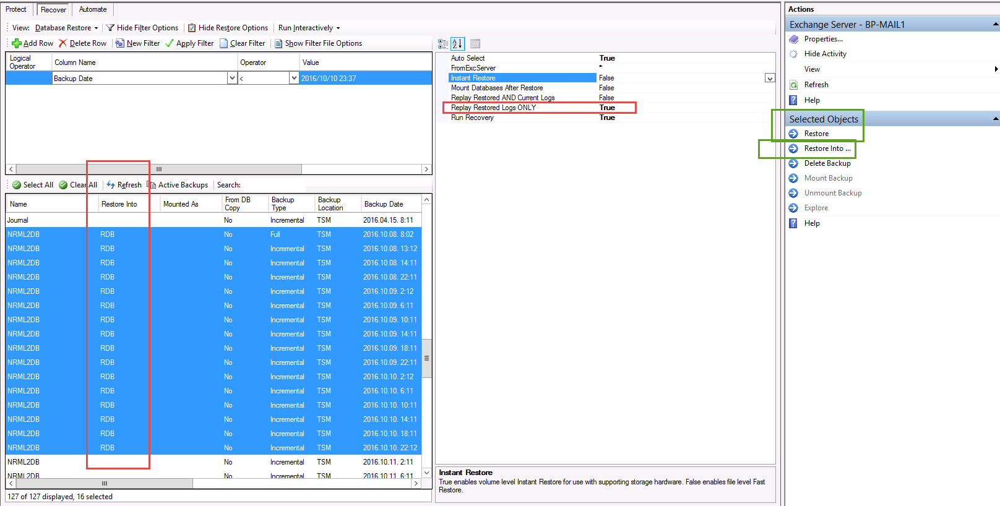 Protect Recover Automate
View: Database Restore Hide Filter Options Hide Restore Options Run Interactively
Add Row Delete Row New Filter Apply Filter Clear Filter Show Filter File Options
Logical Operator Column Name Operator Value
Backup Date < 2016/10/10 23:37
Select All Clear All Refresh Active Backups Search:
Name Restore Into Mounted As From DB Copy Backup Type Backup Location Backup Date
Journal No Incremental TSM 2016.04.15. 8:11
NRML2DB RDB No Full TSM 2016.10.08. 8:02
NRML2DB RDB No Incremental TSM 2016.10.08. 13:12
NRML2DB RDB No Incremental TSM 2016.10.08. 14:11
NRML2DB RDB No Incremental TSM 2016.10.08. 22:11
NRML2DB RDB No Incremental TSM 2016.10.09. 2:12
NRML2DB RDB No Incremental TSM 2016.10.09. 6:11
NRML2DB RDB No Incremental TSM 2016.10.09. 10:11
NRML2DB RDB No Incremental TSM 2016.10.09. 14:11
NRML2DB RDB No Incremental TSM 2016.10.09. 18:11
NRML2DB RDB No Incremental TSM 2016.10.09. 22:11
NRML2DB RDB No Incremental TSM 2016.10.10. 2:12
NRML2DB RDB No Incremental TSM 2016.10.10. 6:11
NRML2DB RDB No Incremental TSM 2016.10.10. 10:11
NRML2DB RDB No Incremental TSM 2016.10.10. 14:11
NRML2DB RDB No Incremental TSM 2016.10.10. 18:11
NRML2DB RDB No Incremental TSM 2016.10.10. 22:12
NRML2DB No Incremental TSM 2016.10.11. 2:11
NRML2DB No Incremental TSM 2016.10.11. 6:11
127 of 127 displayed, 16 selected
Auto Select True
FromExcServer *
Instant Restore False
Mount Databases After Restore False
Replay Restored AND Current Logs False
Replay Restored Logs ONLY True
Run Recovery True
Instant Restore
True enables volume level Instant Restore for use with supporting storage hardware. False enables file level Fast
Restore.
Actions
Exchange Server - BP-MAIL1
Properties...
Hide Activity
View
Refresh
Help
Selected Objects
Restore
Restore Into ...
Delete Backup
Mount Backup
Unmount Backup
Explore
Help